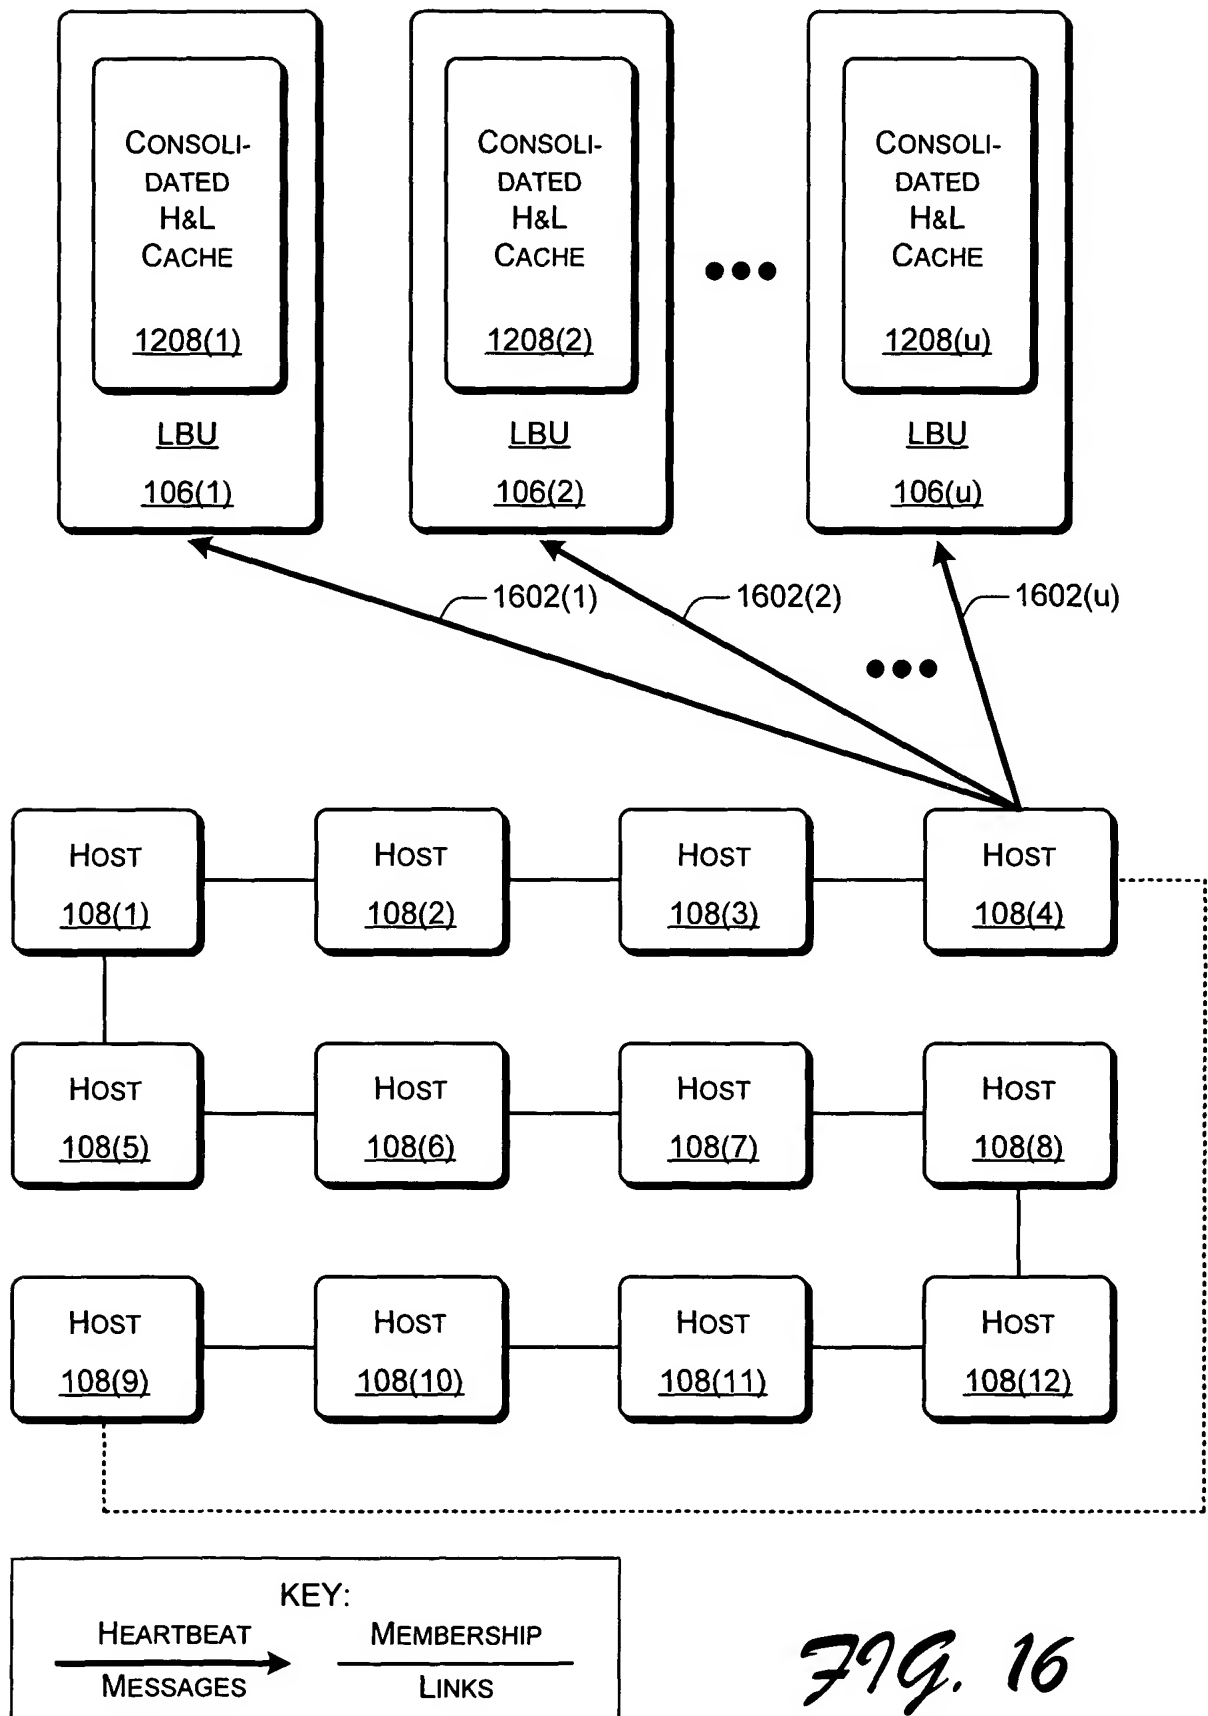 CONSOLI-
DATED
H&L
CACHE
1208(1)
LBU
106(1)
CONSOLI-
DATED
H&L
CACHE
1208(2)
LBU
106(2)
CONSOLI-
DATED
H&L
CACHE
1208(u)
LBU
106(u)
1602(1)
1602(2)
1602(u)
HOST
108(1)
HOST
108(2)
HOST
108(3)
HOST
108(4)
HOST
108(5)
HOST
108(6)
HOST
108(7)
HOST
108(8)
HOST
108(9)
HOST
108(10)
HOST
108(11)
HOST
108(12)
KEY:
HEARTBEAT
MESSAGES
MEMBERSHIP
LINKS
FIG. 16